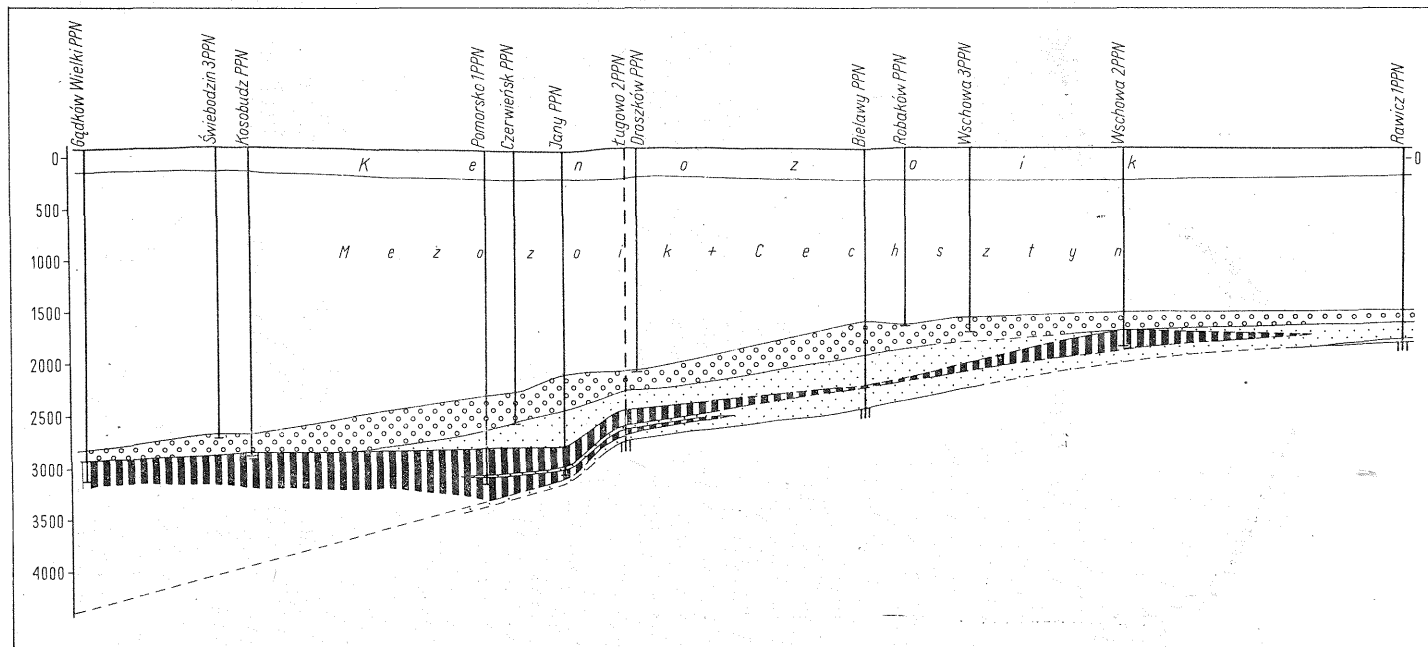 Gądków Wielki PPN
Świebodzin 3PPN
Kosobudz PPN
Pomorsko 1PPN
Czerwieńsk PPN
Jany PPN
Ługowo 2PPN
Droszków PPN
Bielawy PPN
Robaków PPN
Wschowa 3PPN
Wschowa 2PPN
Rawicz 1PPN
0
0
K e n o z o i k
500
1000
M e z o z o i k + C e c h s z t y n
1500
2000
2500
3000
3500
4000